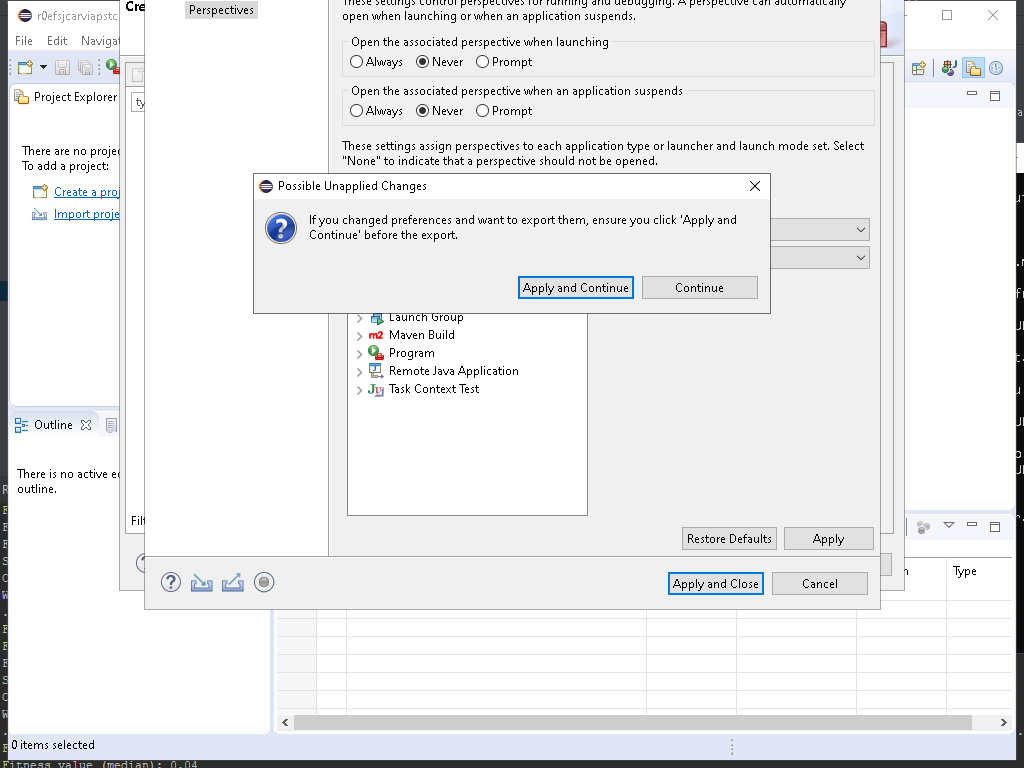 r0efsjcarviapstc
File Edit Naviga
Project Explorer
There are no proje
To add a project:
Create a proj
Import proje
Outline
There is no active e
outline.
0 items selected
Fitness value (median): 0.04
Cre
ty
Filt
Perspectives
These settings control perspectives for running and debugging. A perspective can automatically
open when launching or when an application suspends.
Open the associated perspective when launching
Always Never Prompt
Open the associated perspective when an application suspends
Always Never Prompt
These settings assign perspectives to each application type or launcher and launch mode set. Select
"None" to indicate that a perspective should not be opened.
Possible Unapplied Changes
If you changed preferences and want to export them, ensure you click 'Apply and
Continue' before the export.
Apply and Continue Continue
Launch Group
Maven Build
Program
Remote Java Application
Task Context Test
Restore Defaults Apply
Apply and Close Cancel
Type